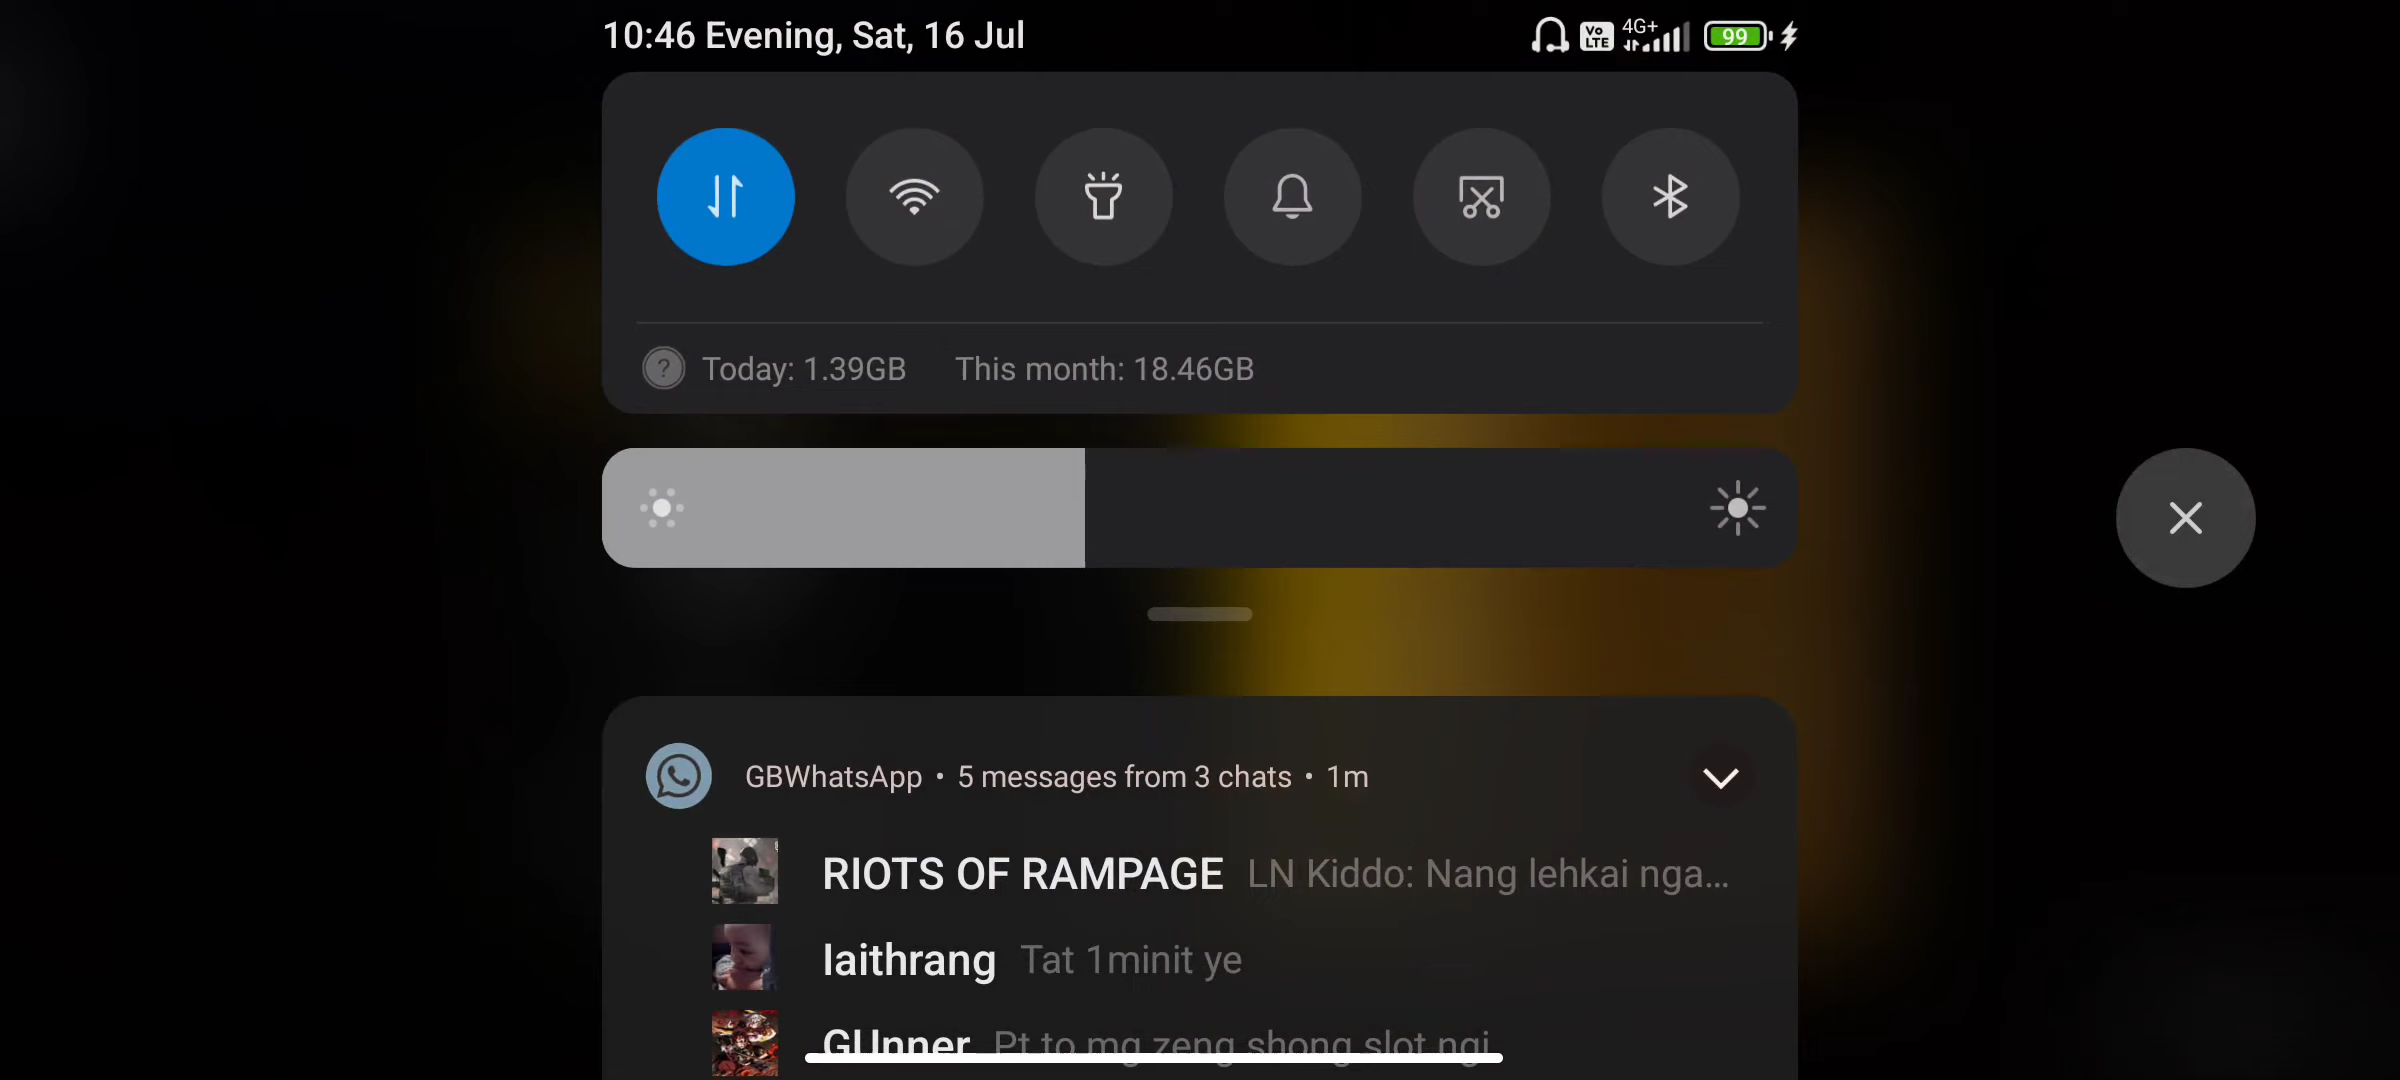 10:46 Evening, Sat, 16 Jul
Vo LTE 4G+ 99
? Today: 1.39GB This month: 18.46GB
GBWhatsApp • 5 messages from 3 chats • 1m
RIOTS OF RAMPAGE LN Kiddo: Nang lehkai nga...
laithrang Tat 1minit ye
GUnner Pt to mg zeng shong slot ngi